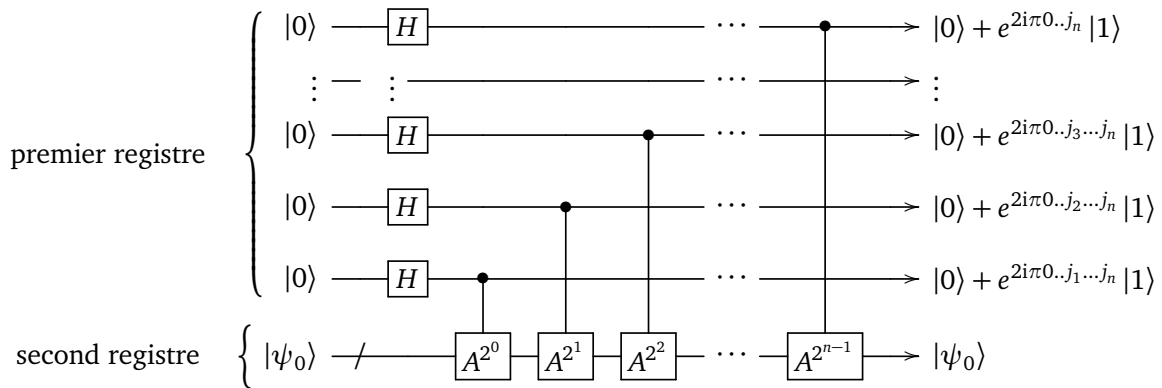 |0⟩ H ··· |0⟩ + e^{2iπ0..j_n} |1⟩
⋮ ⋮ ··· ⋮
|0⟩ H ··· |0⟩ + e^{2iπ0..j_3...j_n} |1⟩
premier registre
|0⟩ H ··· |0⟩ + e^{2iπ0..j_2...j_n} |1⟩
|0⟩ H ··· |0⟩ + e^{2iπ0..j_1...j_n} |1⟩
second registre |ψ_0⟩ A^{2^0} A^{2^1} A^{2^2} ··· A^{2^{n−1}} |ψ_0⟩